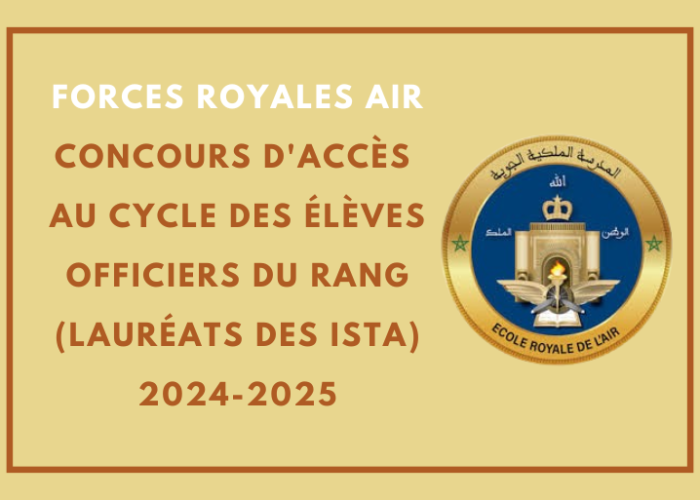 FORCES ROYALES AIR
CONCOURS D'ACCÈS
AU CYCLE DES ÉLÈVES
OFFICIERS DU RANG
(LAURÉATS DES ISTA)
2024-2025
المدرسة الملكية الجوية
الله
الوطن
الملك
ECOLE ROYALE DE L'AIR